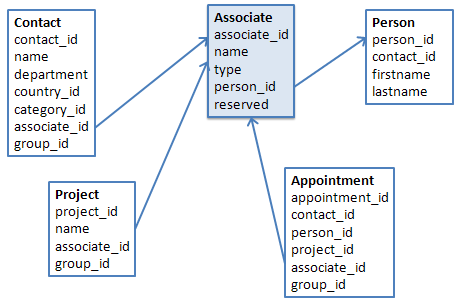 Contact
contact_id
name
department
country_id
category_id
associate_id
group_id
Associate
associate_id
name
type
person_id
reserved
Person
person_id
contact_id
firstname
lastname
Project
project_id
name
associate_id
group_id
Appointment
appointment_id
contact_id
person_id
project_id
associate_id
group_id